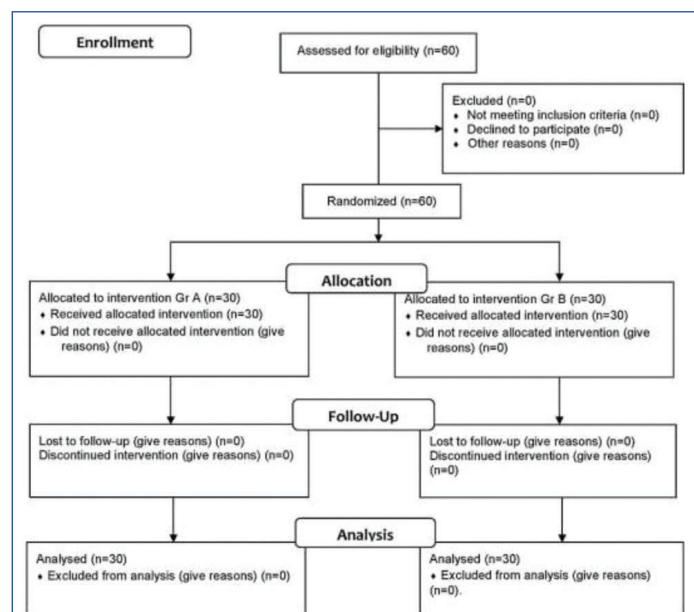 Enrollment
Assessed for eligibility (n=60)
Excluded (n=0)
♦ Not meeting inclusion criteria (n=0)
♦ Declined to participate (n=0)
♦ Other reasons (n=0)
Randomized (n=60)
Allocation
Allocated to intervention Gr A (n=30)
♦ Received allocated intervention (n=30)
♦ Did not receive allocated intervention (give
reasons) (n=0)
Allocated to intervention Gr B (n=30)
♦ Received allocated intervention (n=30)
♦ Did not receive allocated intervention (give
reasons) (n=0)
Follow-Up
Lost to follow-up (give reasons) (n=0)
Discontinued intervention (give reasons) (n=0)
Lost to follow-up (give reasons) (n=0)
Discontinued intervention (give reasons)
(n=0)
Analysis
Analysed (n=30)
♦ Excluded from analysis (give reasons) (n=0)
Analysed (n=30)
♦ Excluded from analysis (give reasons)
(n=0).